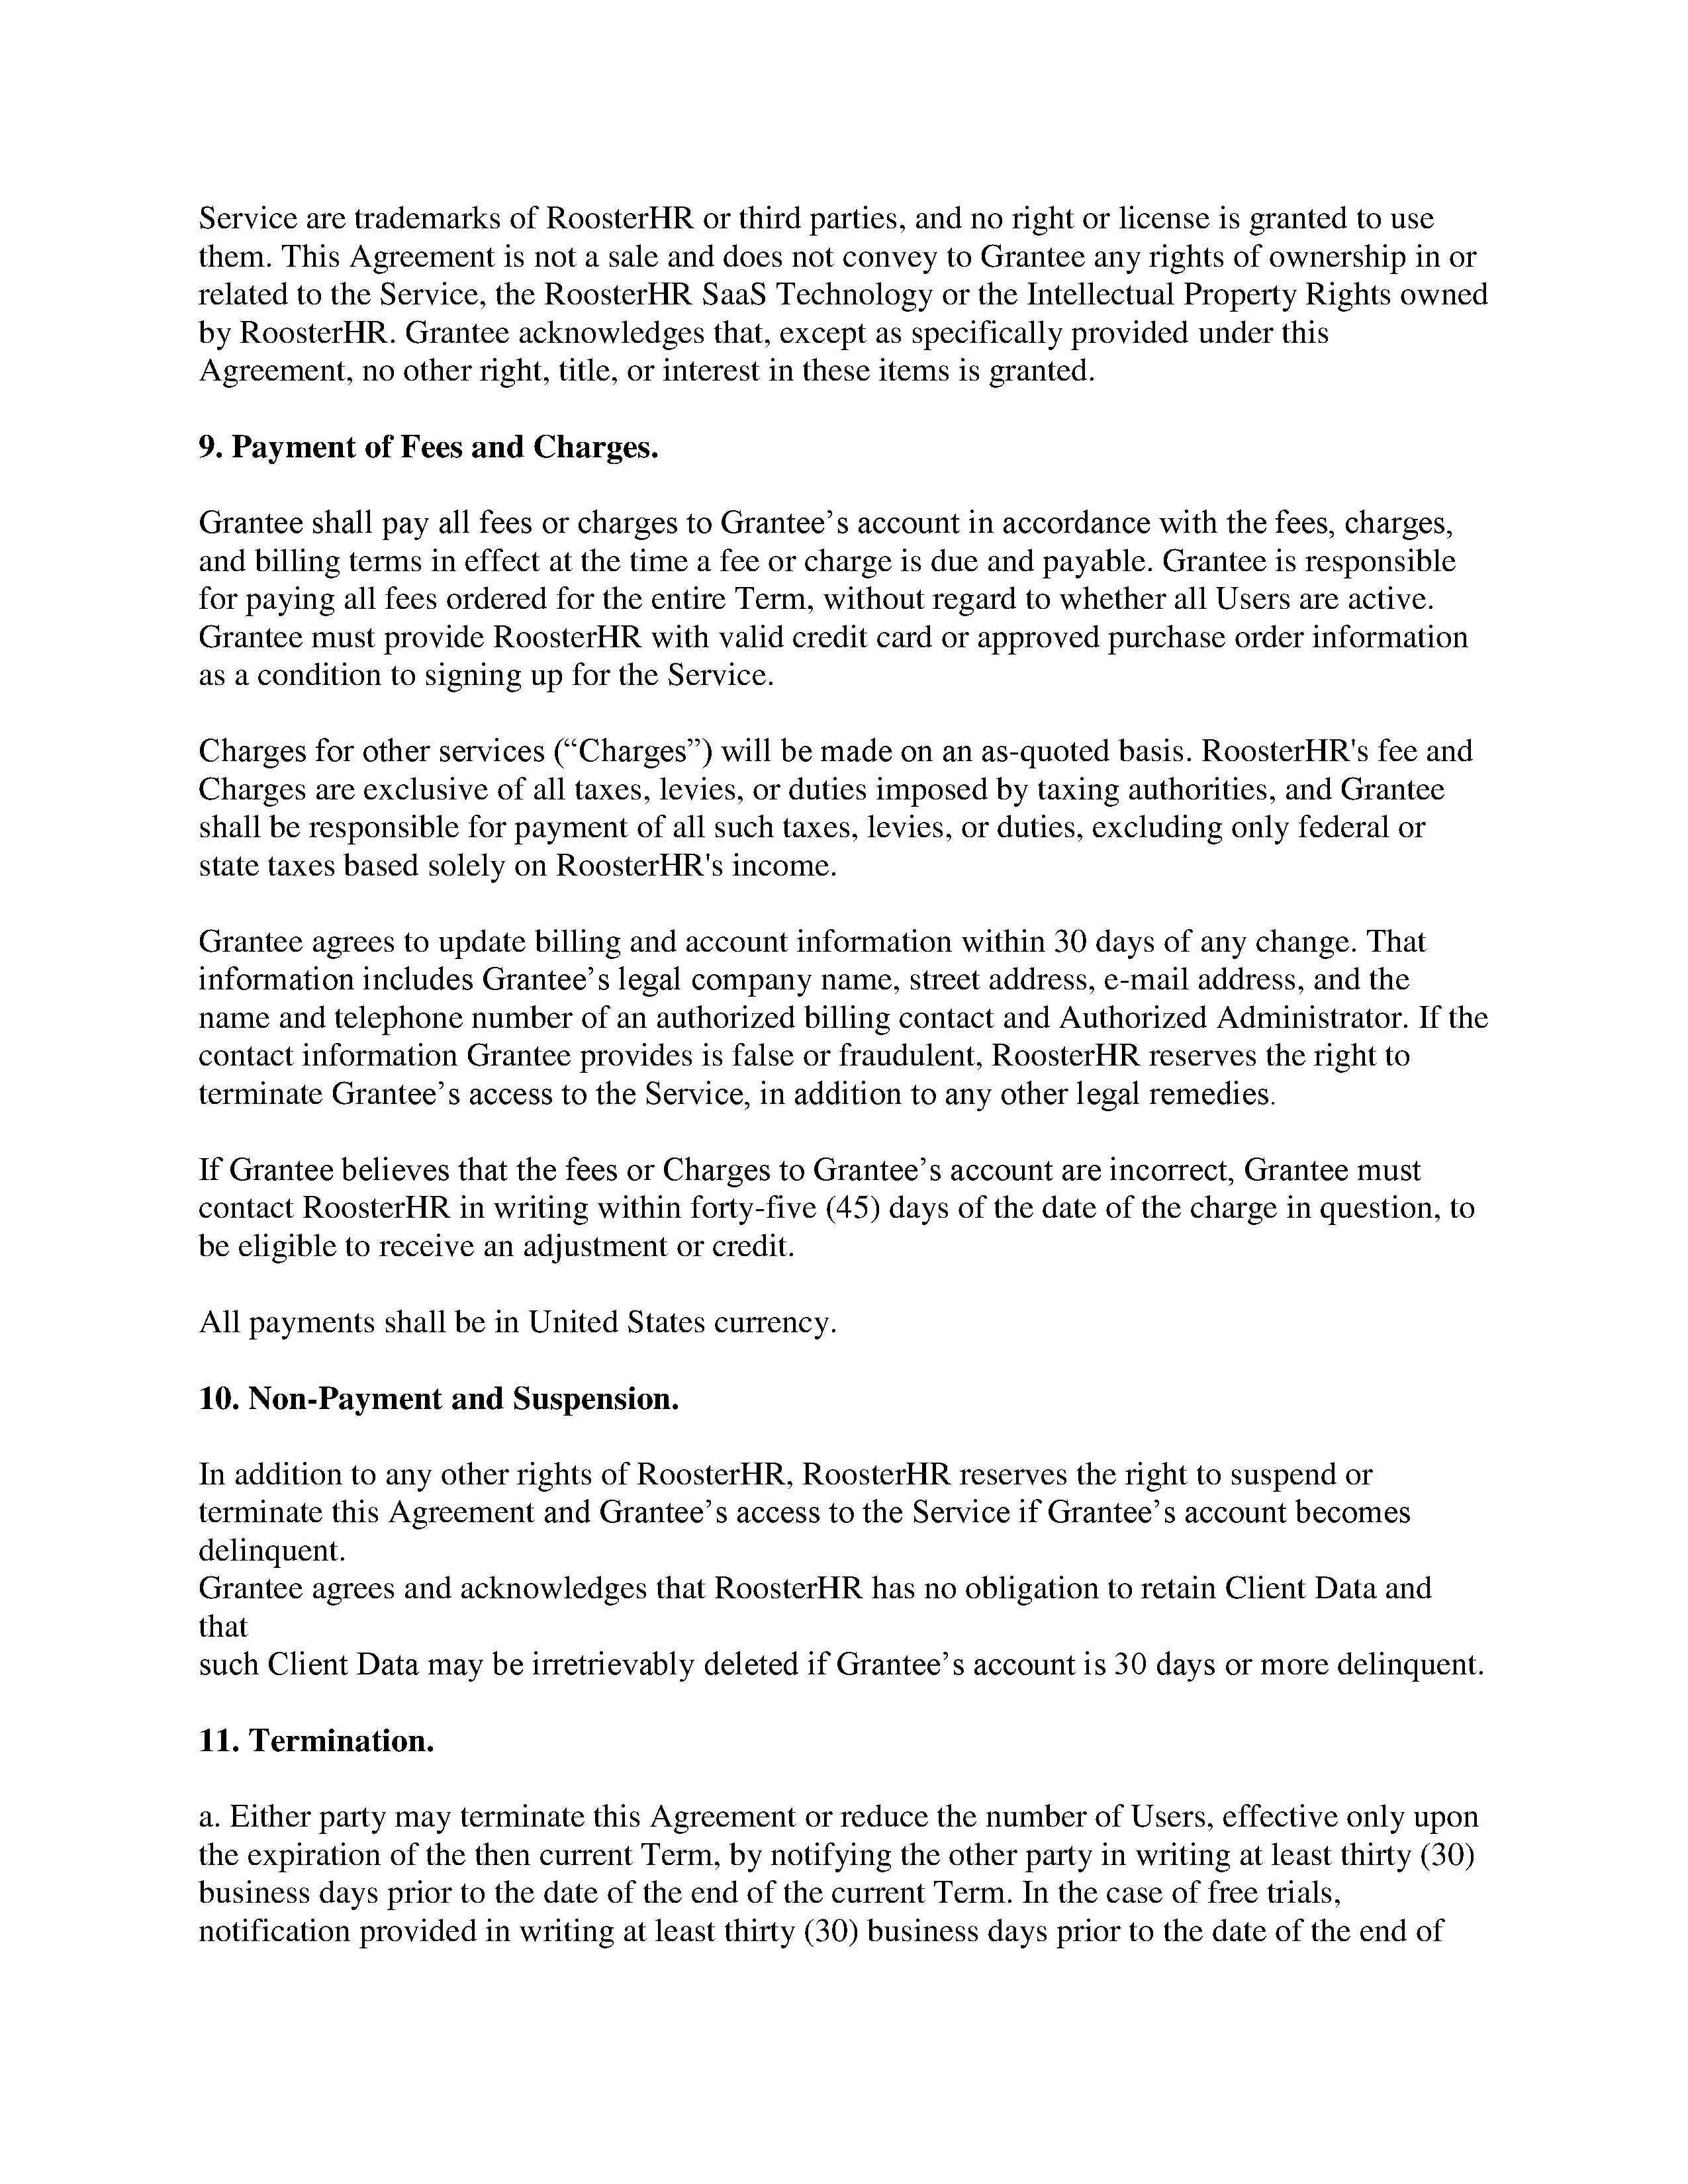 Service are trademarks of RoosterHR or third parties, and no right or license is granted to use
them. This Agreement is not a sale and does not convey to Grantee any rights of ownership in or
related to the Service, the RoosterHR SaaS Technology or the Intellectual Property Rights owned
by RoosterHR. Grantee acknowledges that, except as specifically provided under this
Agreement, no other right, title, or interest in these items is granted.
9. Payment of Fees and Charges.
Grantee shall pay all fees or charges to Grantee’s account in accordance with the fees, charges,
and billing terms in effect at the time a fee or charge is due and payable. Grantee is responsible
for paying all fees ordered for the entire Term, without regard to whether all Users are active.
Grantee must provide RoosterHR with valid credit card or approved purchase order information
as a condition to signing up for the Service.
Charges for other services (“Charges”) will be made on an as-quoted basis. RoosterHR's fee and
Charges are exclusive of all taxes, levies, or duties imposed by taxing authorities, and Grantee
shall be responsible for payment of all such taxes, levies, or duties, excluding only federal or
state taxes based solely on RoosterHR's income.
Grantee agrees to update billing and account information within 30 days of any change. That
information includes Grantee’s legal company name, street address, e-mail address, and the
name and telephone number of an authorized billing contact and Authorized Administrator. If the
contact information Grantee provides is false or fraudulent, RoosterHR reserves the right to
terminate Grantee’s access to the Service, in addition to any other legal remedies.
If Grantee believes that the fees or Charges to Grantee’s account are incorrect, Grantee must
contact RoosterHR in writing within forty-five (45) days of the date of the charge in question, to
be eligible to receive an adjustment or credit.
All payments shall be in United States currency.
10. Non-Payment and Suspension.
In addition to any other rights of RoosterHR, RoosterHR reserves the right to suspend or
terminate this Agreement and Grantee’s access to the Service if Grantee’s account becomes
delinquent.
Grantee agrees and acknowledges that RoosterHR has no obligation to retain Client Data and
that
such Client Data may be irretrievably deleted if Grantee’s account is 30 days or more delinquent.
11. Termination.
a. Either party may terminate this Agreement or reduce the number of Users, effective only upon
the expiration of the then current Term, by notifying the other party in writing at least thirty (30)
business days prior to the date of the end of the current Term. In the case of free trials,
notification provided in writing at least thirty (30) business days prior to the date of the end of